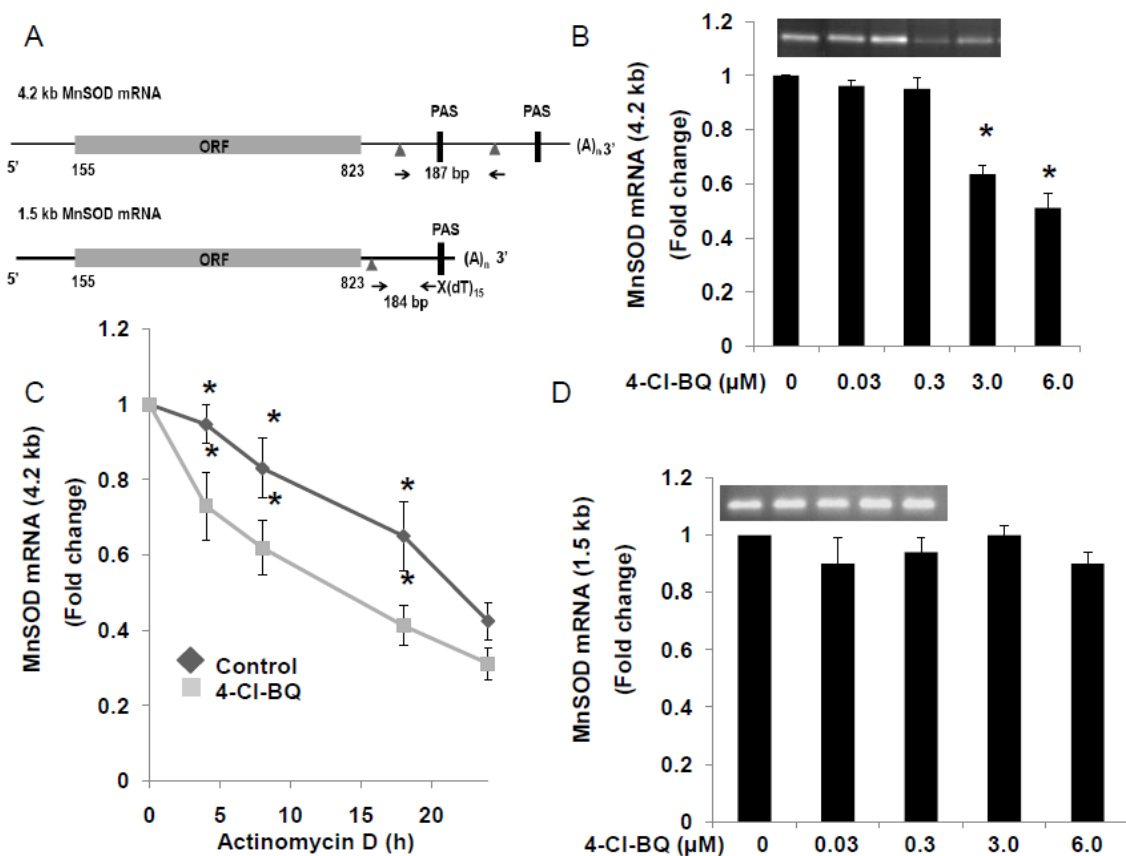 A
4.2 kb MnSOD mRNA
PAS PAS
ORF
(A)n 3'
5' 155 823 187 bp
1.5 kb MnSOD mRNA
PAS
ORF
(A)n 3'
5' 155 823 X(dT)15
184 bp
B
MnSOD mRNA (4.2 kb)
(Fold change)
1.2
1
0.8
0.6
0.4
0.2
0
* *
4-Cl-BQ (µM) 0 0.03 0.3 3.0 6.0
C
MnSOD mRNA (4.2 kb)
(Fold change)
1.2
1
0.8
0.6
0.4
0.2
0
* * *
* * *
Control
4-Cl-BQ
0 5 10 15 20
Actinomycin D (h)
D
MnSOD mRNA (1.5 kb)
(Fold change)
1.2
1
0.8
0.6
0.4
0.2
0
4-Cl-BQ (µM) 0 0.03 0.3 3.0 6.0